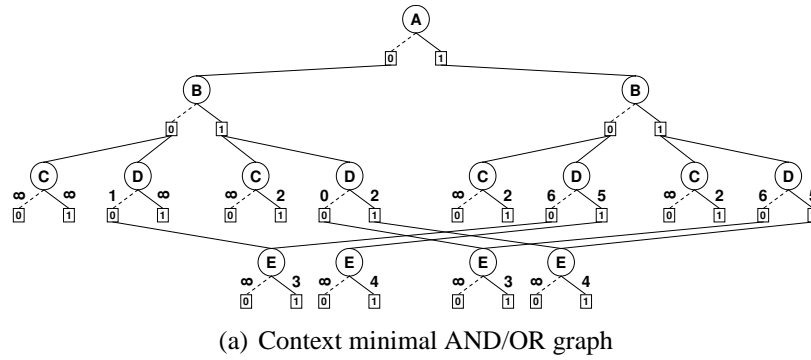 A
0 1
B B
0 1 0 1
C D C D C D C D
∞ ∞ 1 ∞ ∞ 2 0 2 ∞ 2 6 5 ∞ 2 6 5
0 1 0 1 0 1 0 1 0 1 0 1 0 1 0 1
E E E E
∞ 3 ∞ 4 ∞ 3 ∞ 4
0 1 0 1 0 1 0 1
(a) Context minimal AND/OR graph